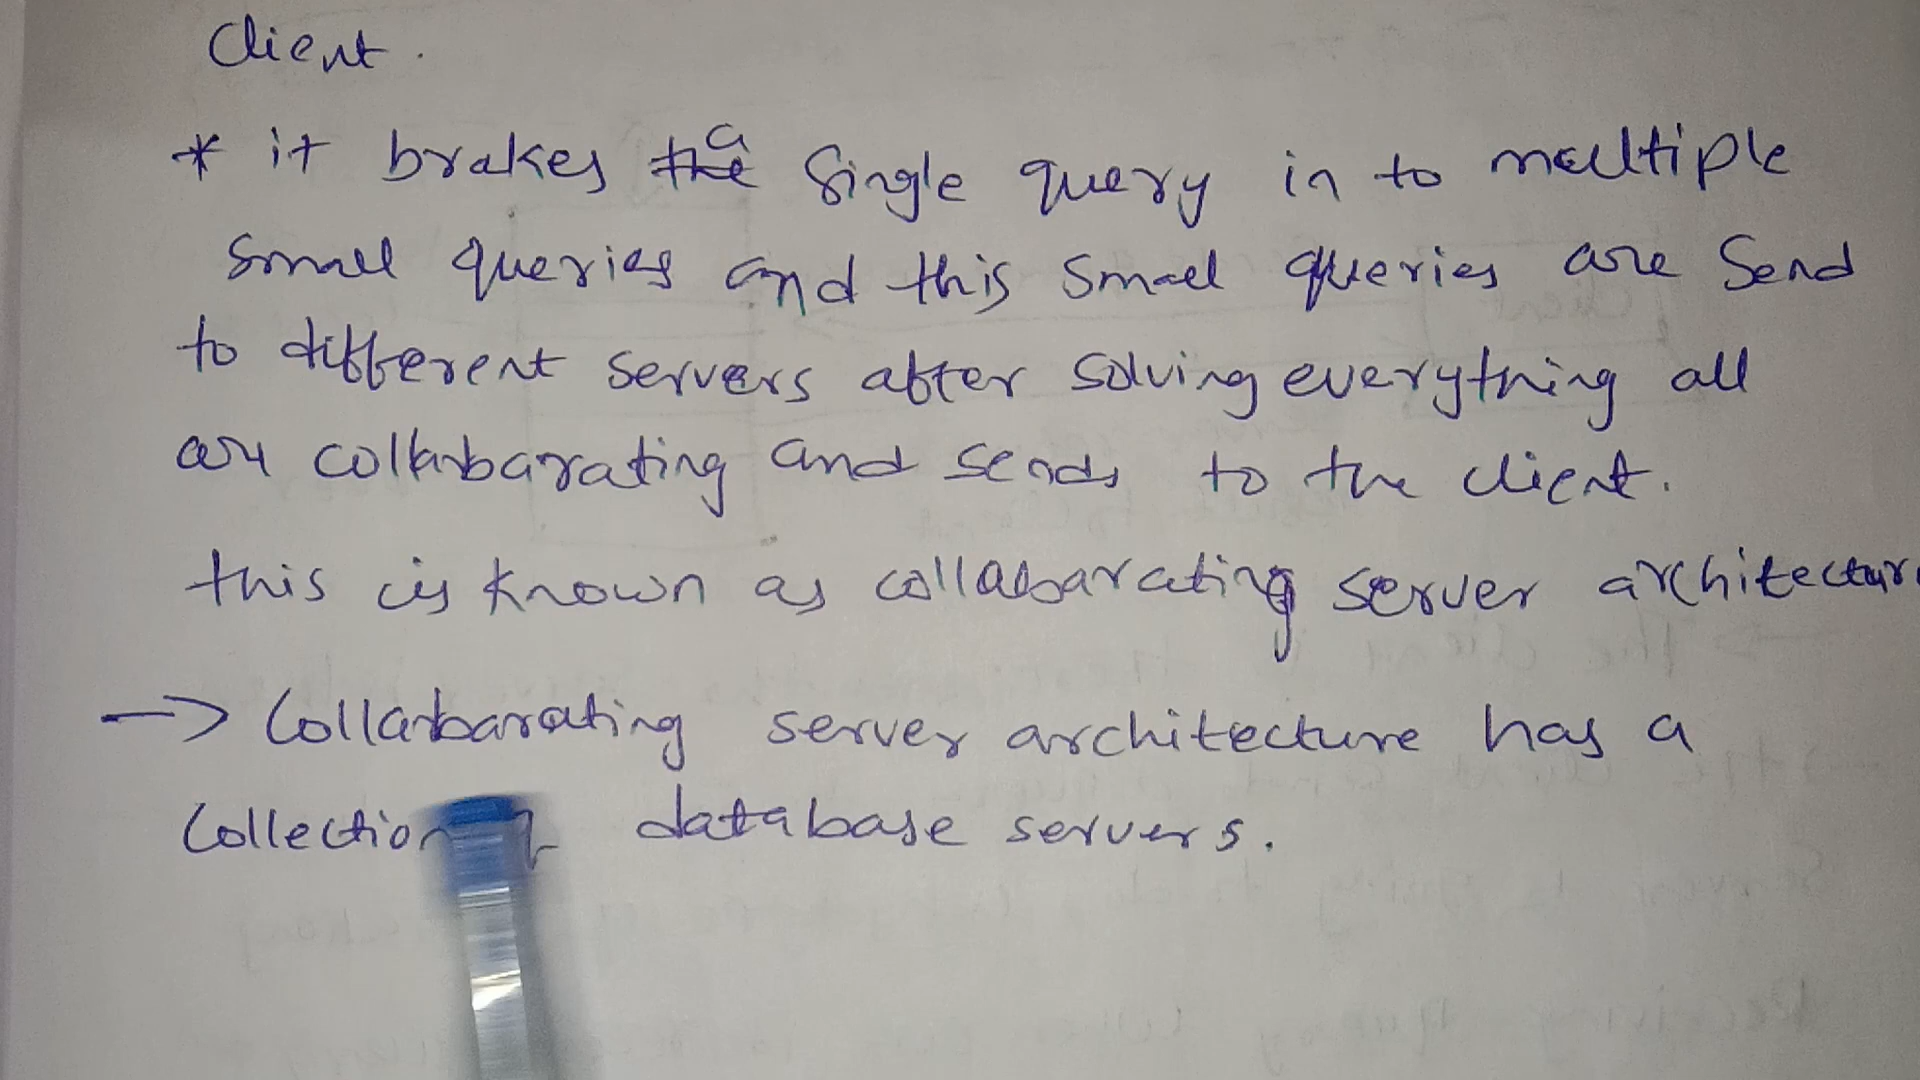 Client.
* it brakes a Single query in to multiple
Small queries and this Small queries are Send
to different servers after solving everything all
are collabarating and sends to the client.
this is known as collabarating server architecture
-> Collabarating server architecture has a
Collection database servers.